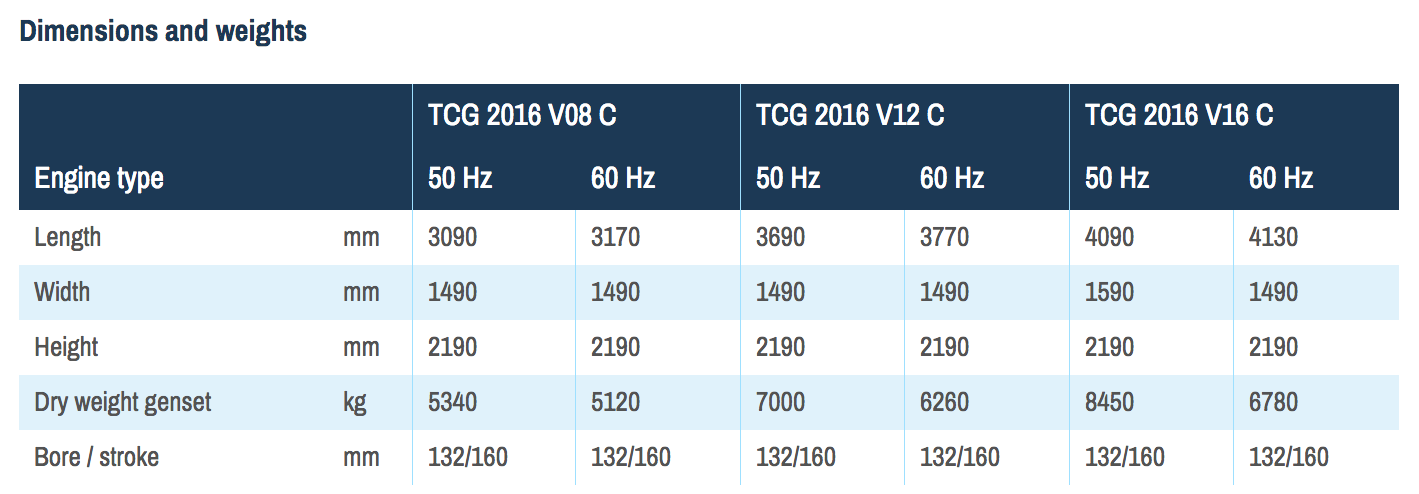 Dimensions and weights
TCG 2016 V08 C TCG 2016 V12 C TCG 2016 V16 C
Engine type 50 Hz 60 Hz 50 Hz 60 Hz 50 Hz 60 Hz
Length mm 3090 3170 3690 3770 4090 4130
Width mm 1490 1490 1490 1490 1590 1490
Height mm 2190 2190 2190 2190 2190 2190
Dry weight genset kg 5340 5120 7000 6260 8450 6780
Bore / stroke mm 132/160 132/160 132/160 132/160 132/160 132/160